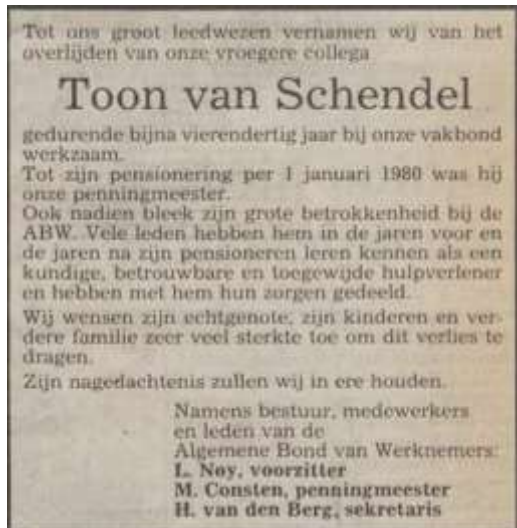 Tot ons groot leedwezen vernamen wij van het
overlijden van onze vroegere collega
Toon van Schendel
gedurende bijna vierendertig jaar bij onze vakbond
werkzaam.
Tot zijn pensionering per 1 januari 1980 was hij
onze penningmeester.
Ook nadien bleek zijn grote betrokkenheid bij de
ABW. Vele leden hebben hem in de jaren voor en
de jaren na zijn pensioneren leren kennen als een
kundige, betrouwbare en toegewijde hulpverlener
en hebben met hem hun zorgen gedeeld.
Wij wensen zijn echtgenote, zijn kinderen en ver-
dere familie zeer veel sterkte toe om dit verlies te
dragen.
Zijn nagedachtenis zullen wij in ere houden.
Namens bestuur, medewerkers
en leden van de
Algemene Bond van Werknemers:
L. Noy, voorzitter
M. Consten, penningmeester
H. van den Berg, sekretaris